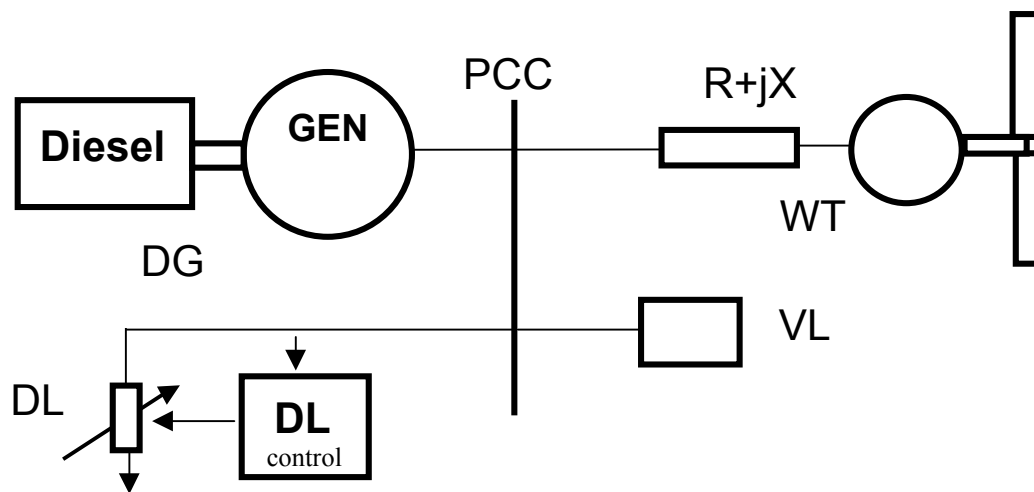 PCC
R+jX
Diesel
GEN
WT
DG
VL
DL
DL
control